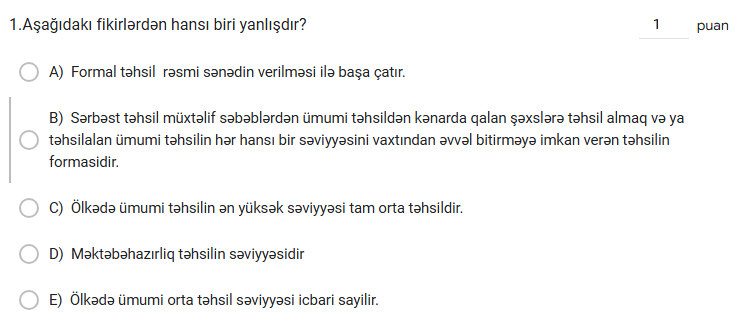 1.Aşağıdakı fikirlərdən hansı biri yanlışdır?
1 puan
A) Formal təhsil rəsmi sənədin verilməsi ilə başa çatır.
B) Sərbəst təhsil müxtəlif səbəblərdən ümumi təhsildən kənarda qalan şəxslərə təhsil almaq və ya
təhsilalan ümumi təhsilin hər hansı bir səviyyəsini vaxtından əvvəl bitirməyə imkan verən təhsilin
formasidir.
C) Ölkədə ümumi təhsilin ən yüksək səviyyəsi tam orta təhsildir.
D) Məktəbəhazırliq təhsilin səviyyəsidir
E) Ölkədə ümumi orta təhsil səviyyəsi icbari sayilir.